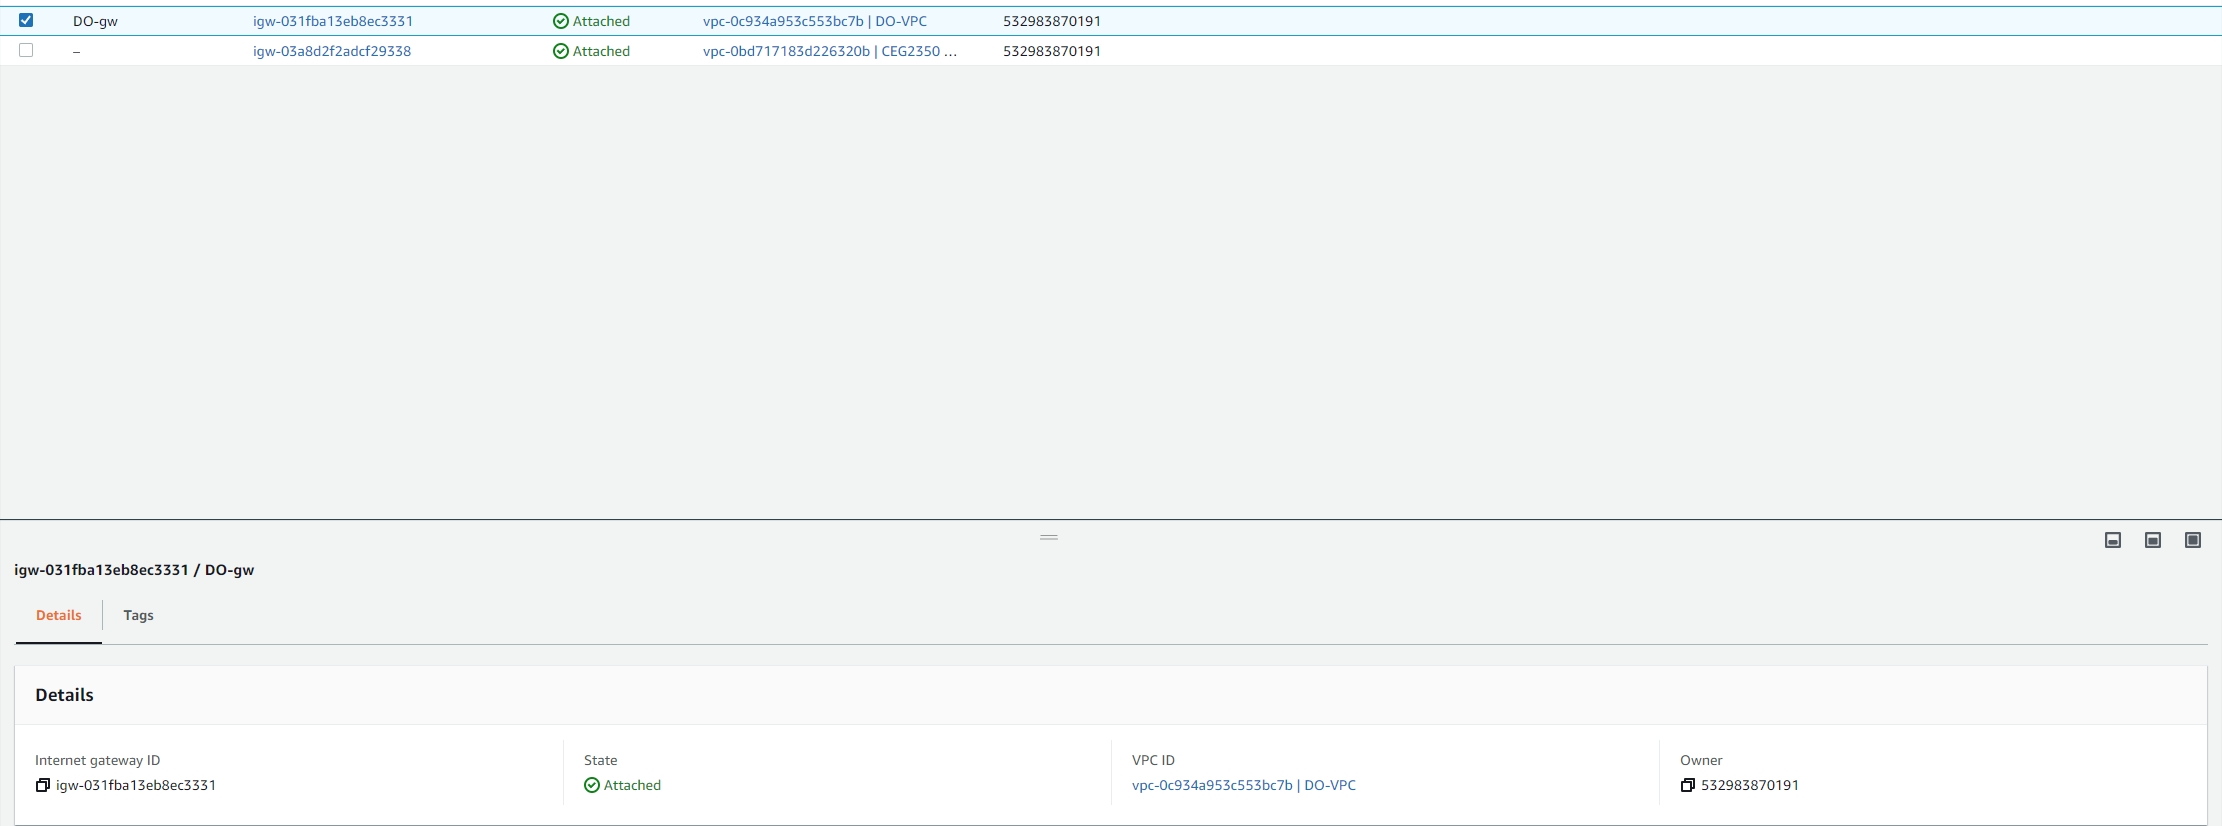 DO-gw igw-031fba13eb8ec3331 Attached vpc-0c934a953c553bc7b | DO-VPC 532983870191
– igw-03a8d2f2adcf29338 Attached vpc-0bd717183d226320b | CEG2350 ... 532983870191
igw-031fba13eb8ec3331 / DO-gw
Details Tags
Details
Internet gateway ID State VPC ID Owner
igw-031fba13eb8ec3331 Attached vpc-0c934a953c553bc7b | DO-VPC 532983870191